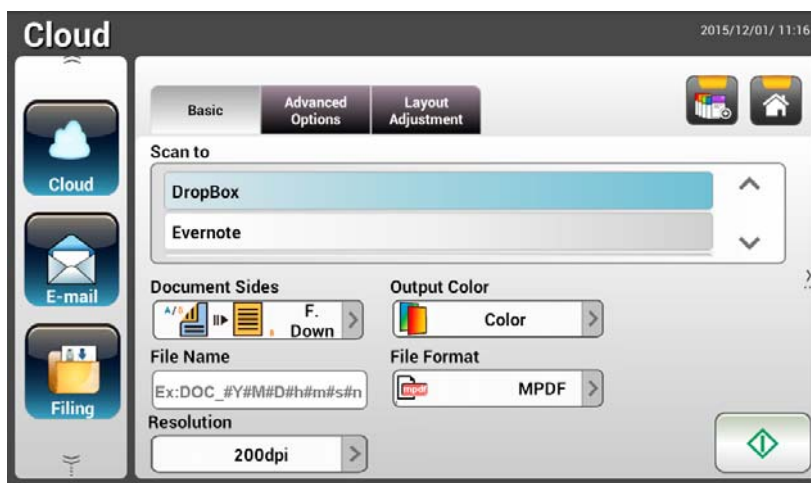 Cloud
2015/12/01/ 11:16
Basic
Advanced
Options
Layout
Adjustment
Scan to
Cloud
DropBox
Evernote
E-mail
Document Sides
Output Color
A/
F.
Down
Color
File Name
File Format
Ex:DOC_#Y#M#D#h#m#s#n
mpdf
MPDF
Filing
Resolution
200dpi